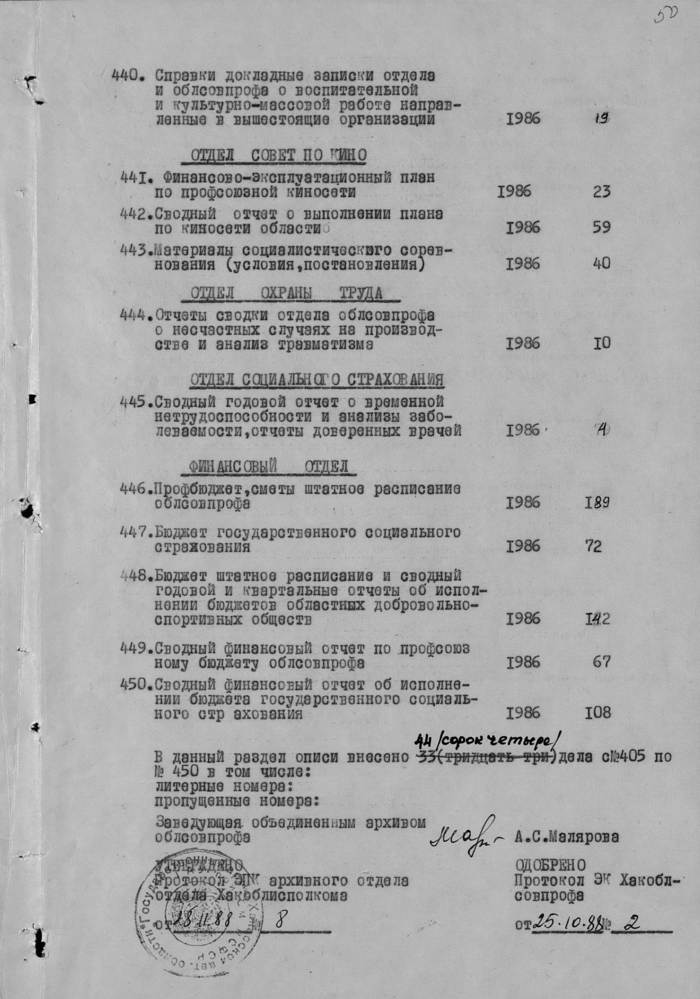 50
440. Справки докладные записки отдела
и облсовпрофа о воспитательной
и культурно-массовой работе направ-
ленные в вышестоящие организации 1986 19
ОТДЕЛ СОВЕТ ПО КИНО
441. Финансово-эксплуатационный план
по профсоюзной киносети 1986 23
442.Сводный отчет о выполнении плана
по киносети области 1986 59
443.Материалы социалистического сорев-
нования (условия,постановления) 1986 40
ОТДЕЛ ОХРАНЫ ТРУДА
444.Отчеты сводки отдела облсовпрофа
о несчастных случаях на производ-
стве и анализ травматизма 1986 10
ОТДЕЛ СОЦИАЛЬНОГО СТРАХОВАНИЯ
445.Сводный годовой отчет о временной
нетрудоспособности и анализы забо-
леваемости,отчеты доверенных врачей 1986 4
ФИНАНСОВЫЙ ОТДЕЛ
446.Профбюджет,сметы штатное расписание
облсовпрофа 1986 189
447.Бюджет государственного социального
страхования 1986 72
448.Бюджет штатное расписание и сводный
годовой и квартальные отчеты об испол-
нении бюджетов областных добровольно-
спортивных обществ 1986 142
449.Сводный финансовый отчет по профсоюз
ному бюджету облсовпрофа 1986 67
450.Сводный финансовый отчет об исполне-
нии бюджета государственного социаль-
ного стр ахования 1986 108
44 /сорок четыре/
В данный раздел описи внесено 33(тридцать три)дела с№405 по
№ 450 в том числе:
литерные номера:
пропущенные номера:
Заведующая объединенным архивом
облсовпрофа А.С.Малярова
УТВЕРЖДЕНО ОДОБРЕНО
Протокол ЭПК архивного отдела Протокол ЭК Хакобл-
отдела Хакоблисполкома совпрофа
от 28.11.88 № 8 от 25.10.88 № 2